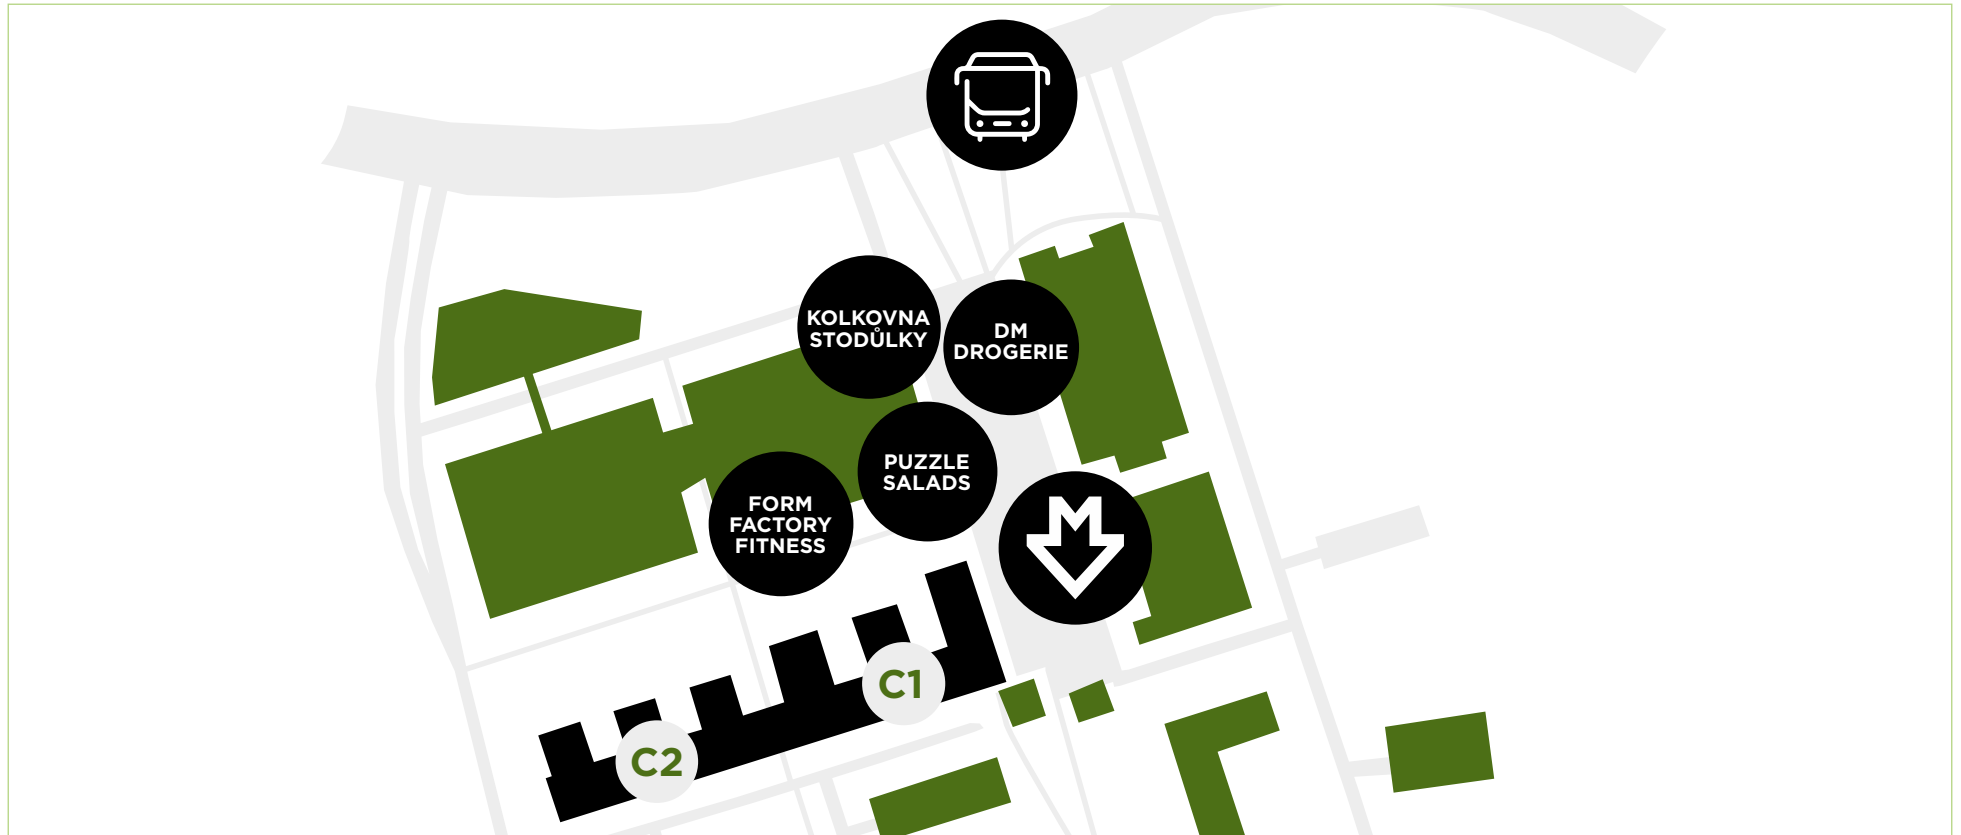 KOLKOVNA
STODŮLKY
DM
DROGERIE
PUZZLE
SALADS
FORM
FACTORY
FITNESS
C1
C2